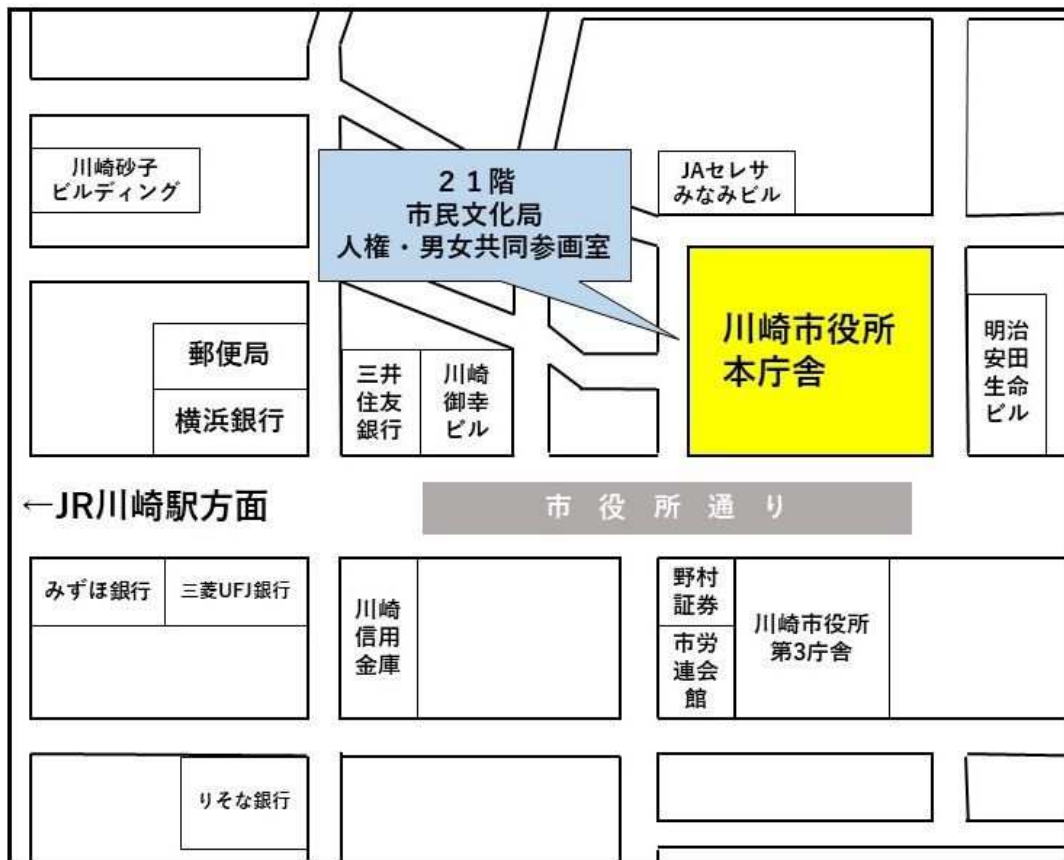 川崎砂子
ビルディング
２１階
市民文化局
人権・男女共同参画室
JAセレサ
みなみビル
郵便局
横浜銀行
三井
住友
銀行
川崎
御幸
ビル
川崎市役所
本庁舎
明治
安田
生命
ビル
←JR川崎駅方面
市役所通り
みずほ銀行
三菱UFJ銀行
川崎
信用
金庫
野村
証券
市労
連会
館
川崎市役所
第3庁舎
りそな銀行